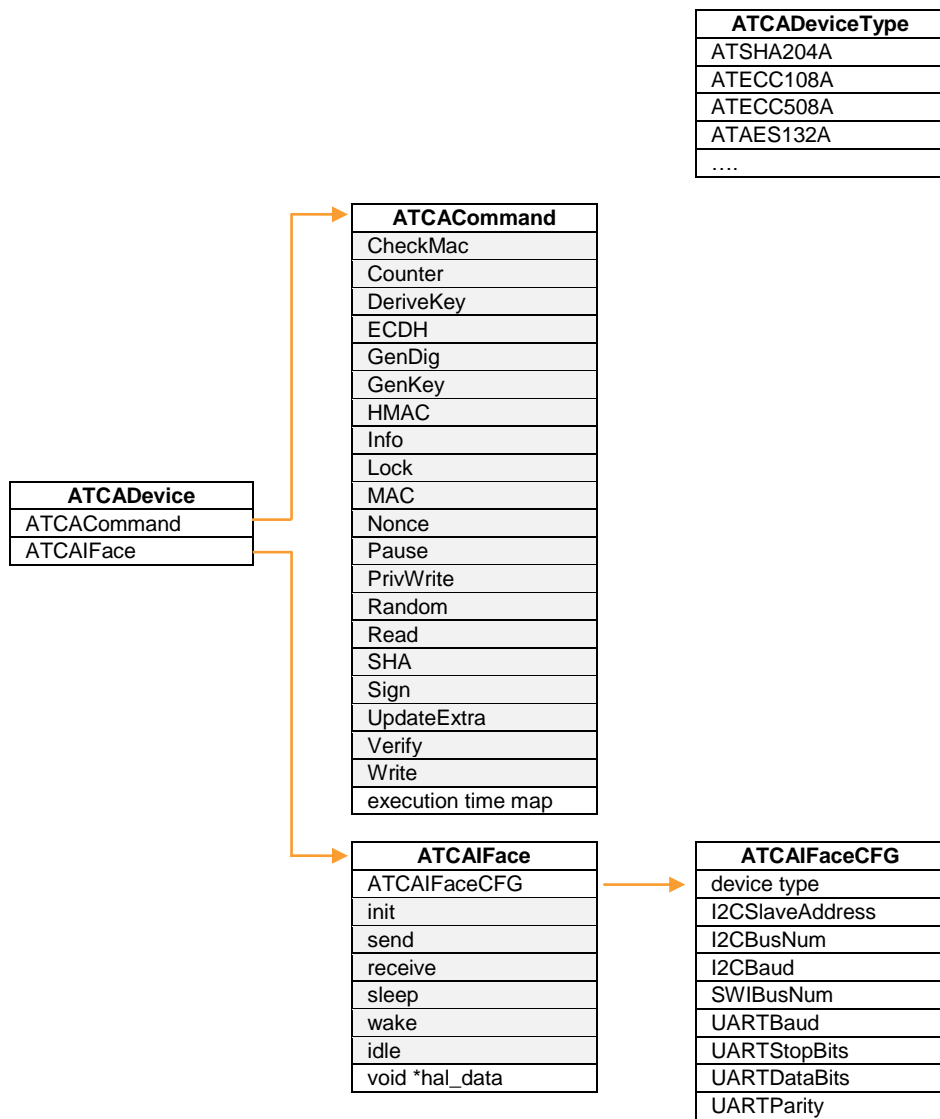 ATCADeviceType
ATSHA204A
ATECC108A
ATECC508A
ATAES132A
....
ATCACommand
CheckMac
Counter
DeriveKey
ECDH
GenDig
GenKey
HMAC
Info
Lock
MAC
Nonce
Pause
PrivWrite
Random
Read
SHA
Sign
UpdateExtra
Verify
Write
execution time map
ATCADevice
ATCACommand
ATCAIFace
ATCAIFace
ATCAIFaceCFG
init
send
receive
sleep
wake
idle
void *hal_data
ATCAIFaceCFG
device type
I2CSlaveAddress
I2CBusNum
I2CBaud
SWIBusNum
UARTBaud
UARTStopBits
UARTDataBits
UARTParity